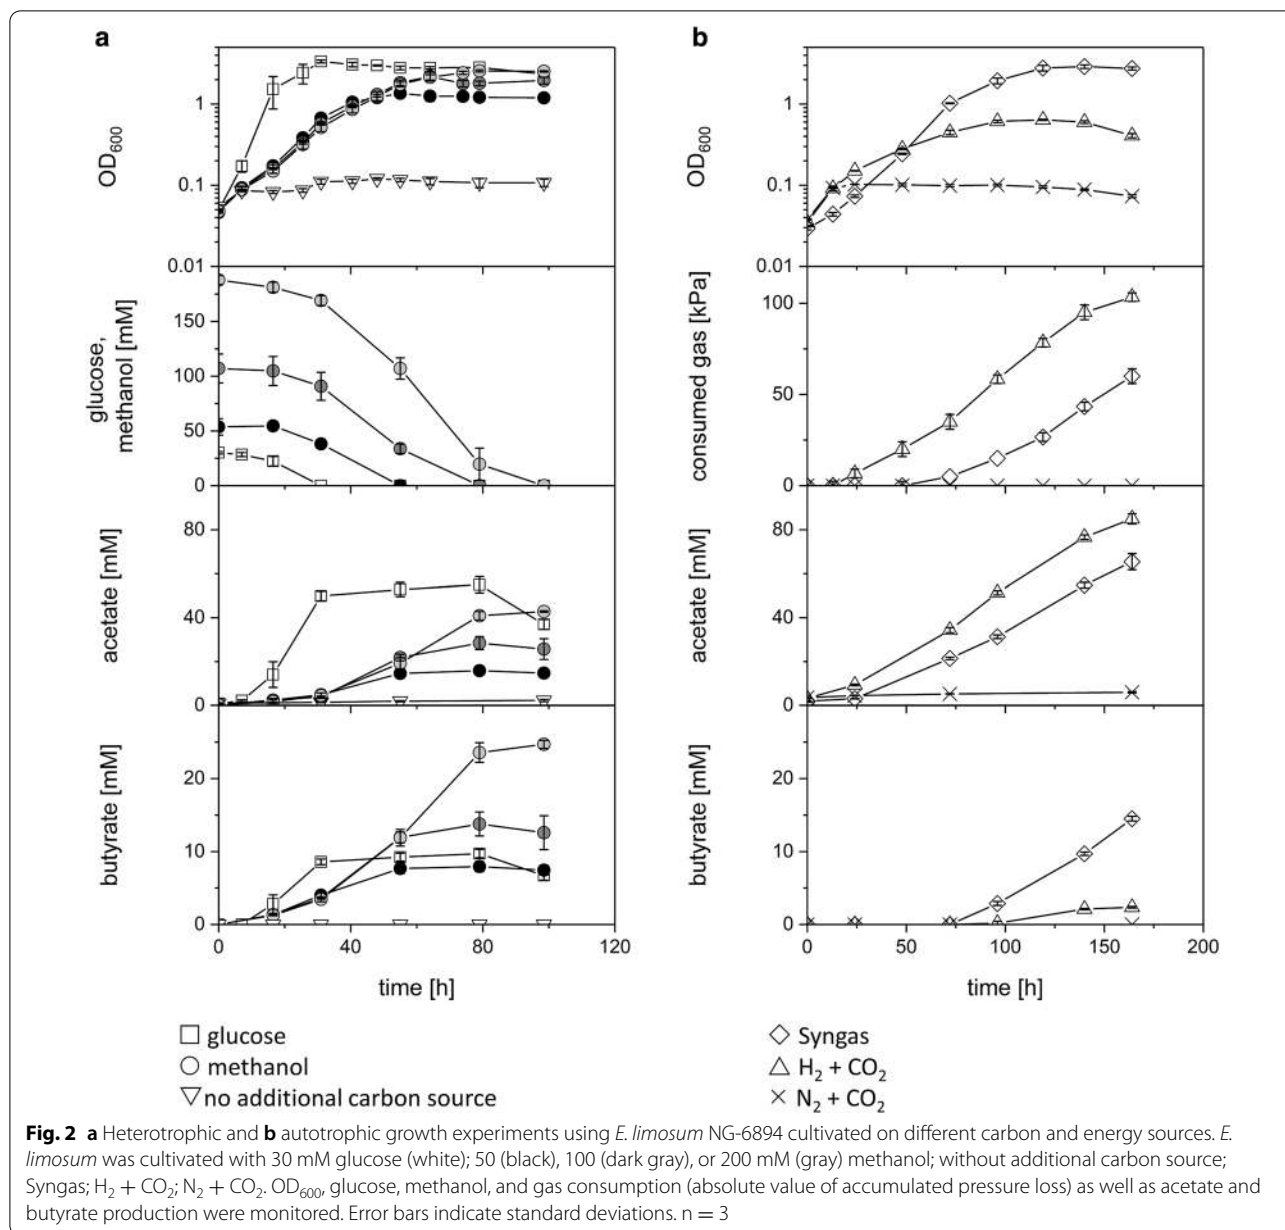 a
b
1
0.1
0.01
OD600
1
0.1
0.01
OD600
150
100
50
0
glucose,
methanol [mM]
100
50
0
consumed gas [kPa]
80
40
0
acetate [mM]
80
40
0
acetate [mM]
20
10
0
butyrate [mM]
20
10
0
butyrate [mM]
0 40 80 120
time [h]
0 50 100 150 200
time [h]
glucose
methanol
no additional carbon source
Syngas
H2 + CO2
N2 + CO2
Fig. 2 a Heterotrophic and b autotrophic growth experiments using E. limosum NG-6894 cultivated on different carbon and energy sources. E.
limosum was cultivated with 30 mM glucose (white); 50 (black), 100 (dark gray), or 200 mM (gray) methanol; without additional carbon source;
Syngas; H2 + CO2; N2 + CO2. OD600, glucose, methanol, and gas consumption (absolute value of accumulated pressure loss) as well as acetate and
butyrate production were monitored. Error bars indicate standard deviations. n = 3